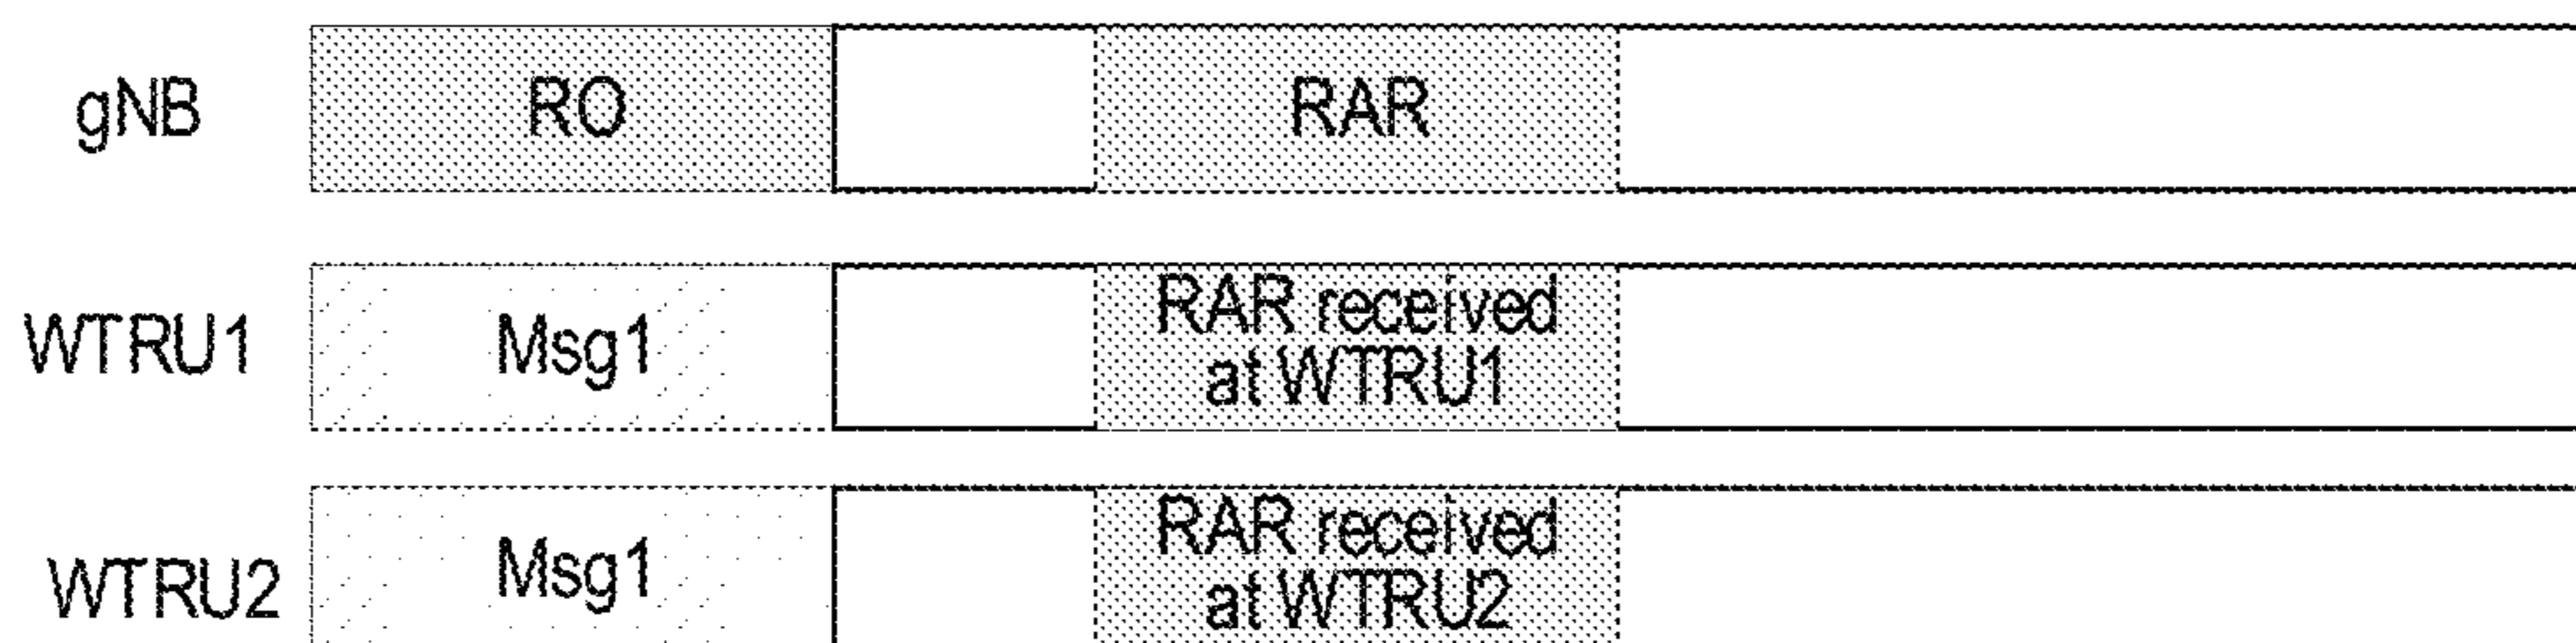 gNB RO RAR
WTRU1 Msg1 RAR received
at WTRU1
WTRU2 Msg1 RAR received
at WTRU2